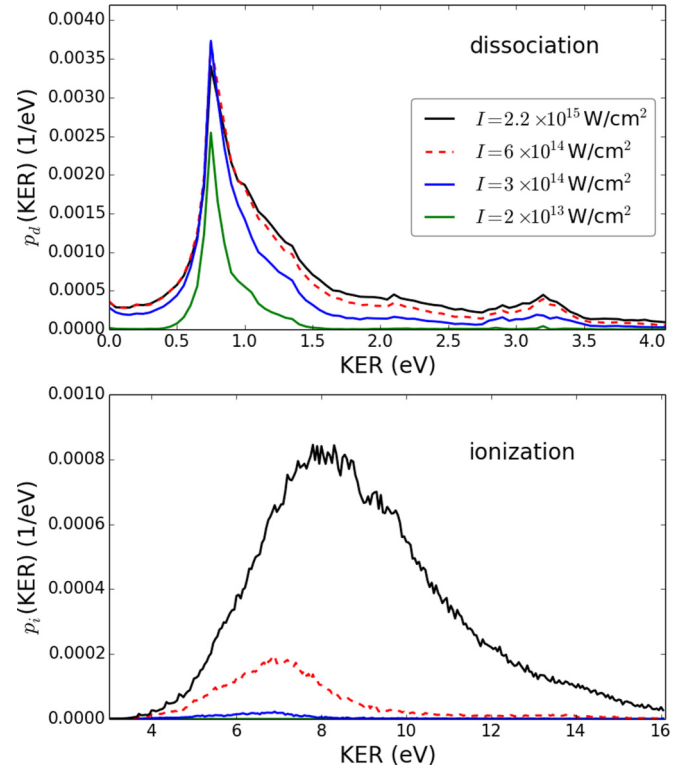 0.0040
0.0035
0.0030
0.0025
0.0020
0.0015
0.0010
0.0005
0.0000
p_d(KER) (1/eV)
dissociation
I=2.2×10^15 W/cm^2
I=6×10^14 W/cm^2
I=3×10^14 W/cm^2
I=2×10^13 W/cm^2
0.0 0.5 1.0 1.5 2.0 2.5 3.0 3.5 4.0
KER (eV)
0.0010
0.0008
0.0006
0.0004
0.0002
0.0000
p_i(KER) (1/eV)
ionization
4 6 8 10 12 14 16
KER (eV)